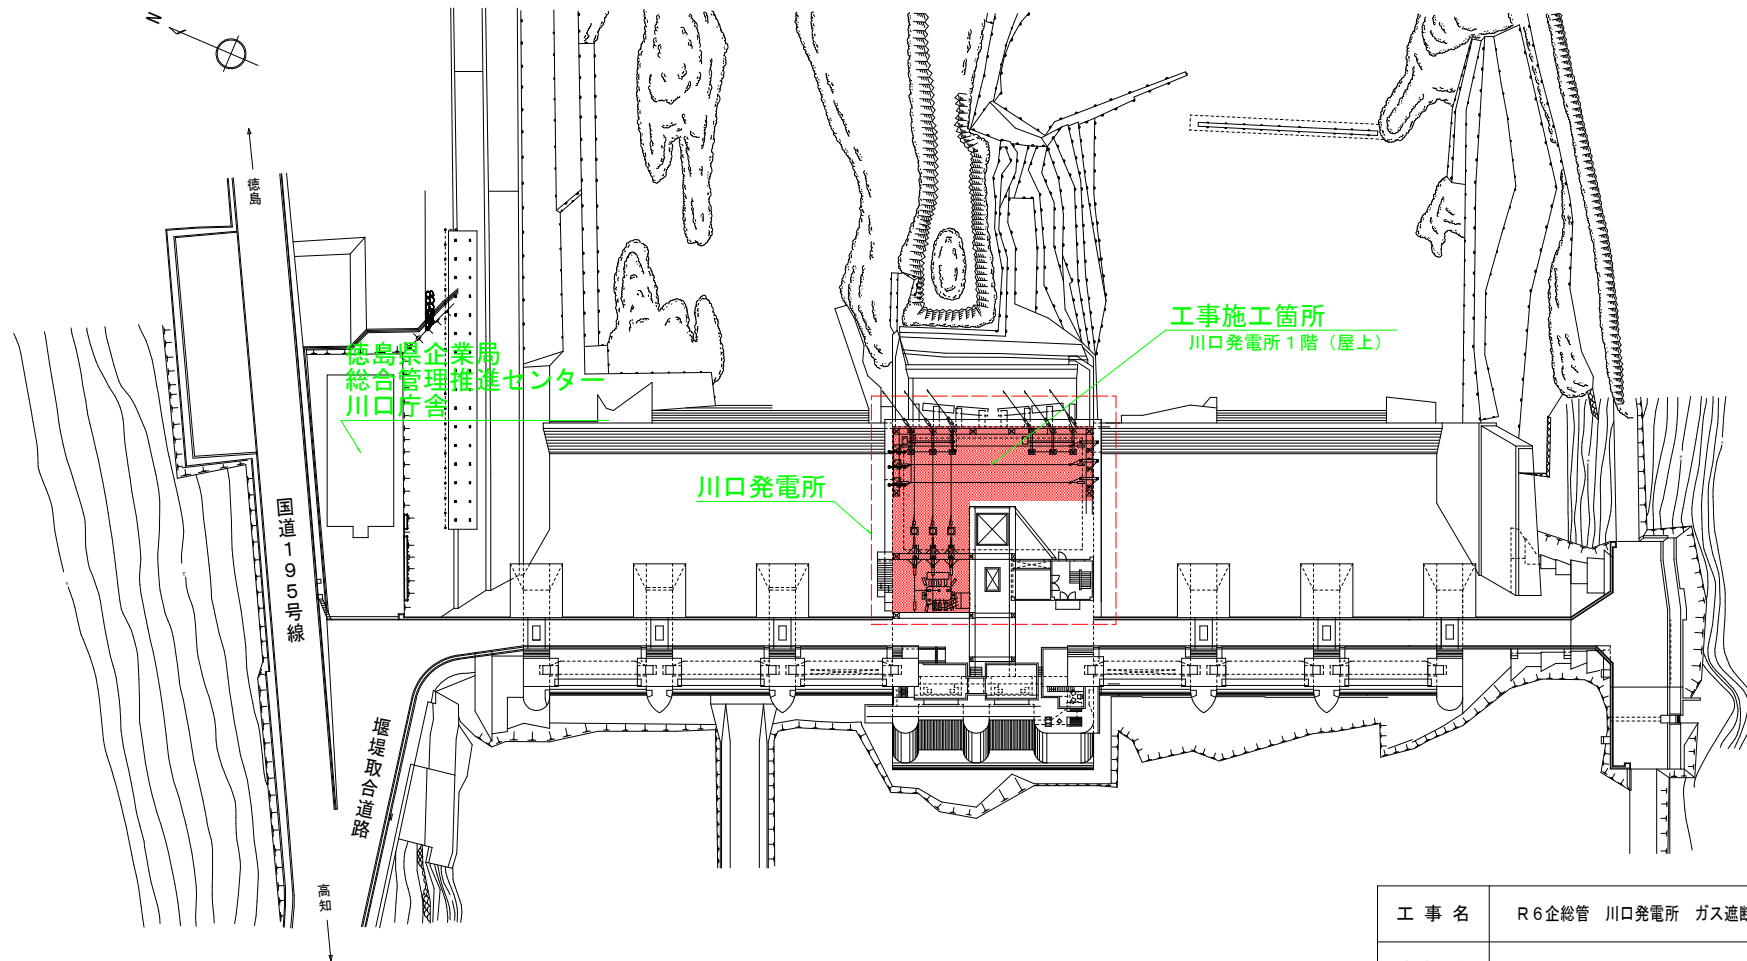 N
徳島
工事施工箇所
川口発電所1階（屋上）
徳島県企業局
総合管理推進センター
川口庁舎
川口発電所
国道195号線
堰堤取合道路
高知
工事名
R6企総管 川口発電所 ガス遮